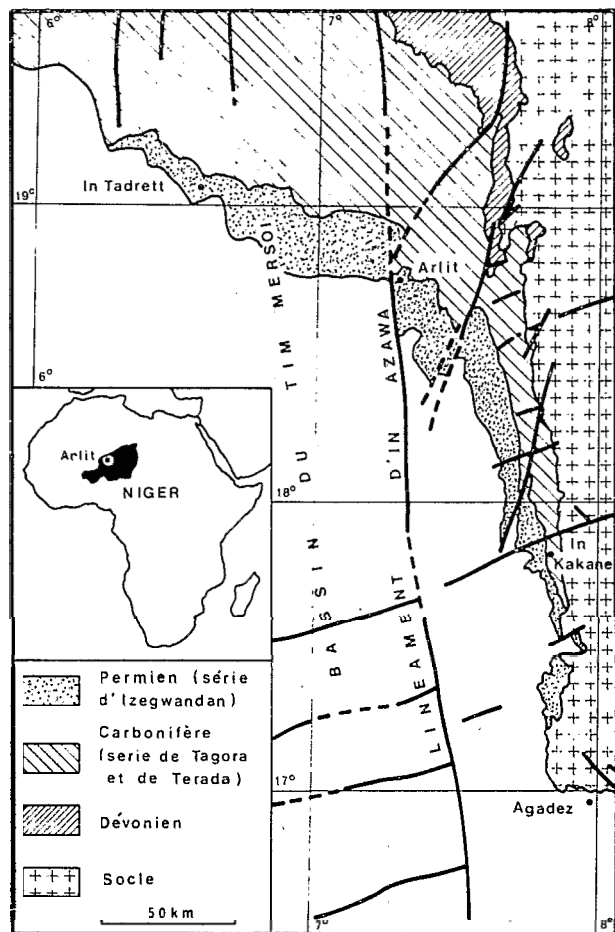 6°
7°
8°
In Tadrett
19°
Arlit
BASSIN DU TIM MERSOI
LINEAMENT D'IN AZAWA
6°
Arlit
NIGER
18°
In
Kakane
Permien (série
d'Izegwandan)
Carbonifère
(serie de Tagora
et de Terada)
Dévonien
Socle
50 km
17°
Agadez
7°
8°